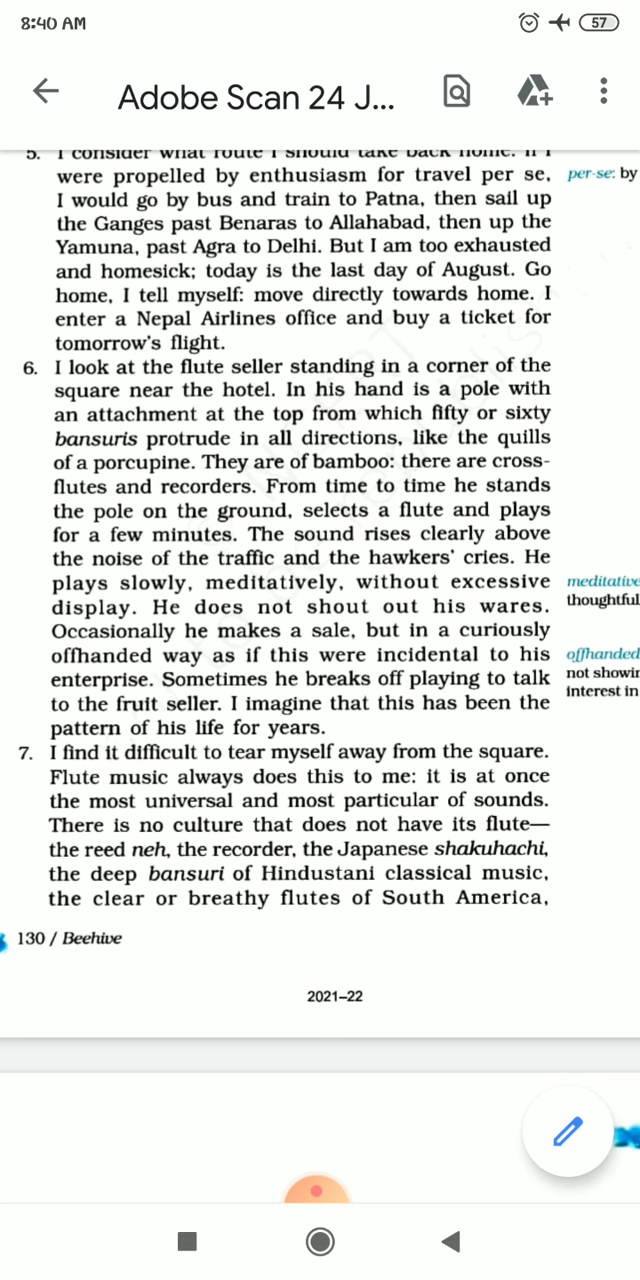 8:40 AM
57
Adobe Scan 24 J...
5. I consider what route I should take back home. If I
were propelled by enthusiasm for travel per se,
per-se: by
I would go by bus and train to Patna, then sail up
the Ganges past Benaras to Allahabad, then up the
Yamuna, past Agra to Delhi. But I am too exhausted
and homesick; today is the last day of August. Go
home, I tell myself: move directly towards home. I
enter a Nepal Airlines office and buy a ticket for
tomorrow's flight.
6. I look at the flute seller standing in a corner of the
square near the hotel. In his hand is a pole with
an attachment at the top from which fifty or sixty
bansuris protrude in all directions, like the quills
of a porcupine. They are of bamboo: there are cross-
flutes and recorders. From time to time he stands
the pole on the ground, selects a flute and plays
for a few minutes. The sound rises clearly above
the noise of the traffic and the hawkers' cries. He
plays slowly, meditatively, without excessive
meditative
display. He does not shout out his wares.
thoughtful
Occasionally he makes a sale, but in a curiously
offhanded way as if this were incidental to his
offhanded
enterprise. Sometimes he breaks off playing to talk
not showin
to the fruit seller. I imagine that this has been the
interest in
pattern of his life for years.
7. I find it difficult to tear myself away from the square.
Flute music always does this to me: it is at once
the most universal and most particular of sounds.
There is no culture that does not have its flute—
the reed neh, the recorder, the Japanese shakuhachi,
the deep bansuri of Hindustani classical music,
the clear or breathy flutes of South America,
130 / Beehive
2021–22